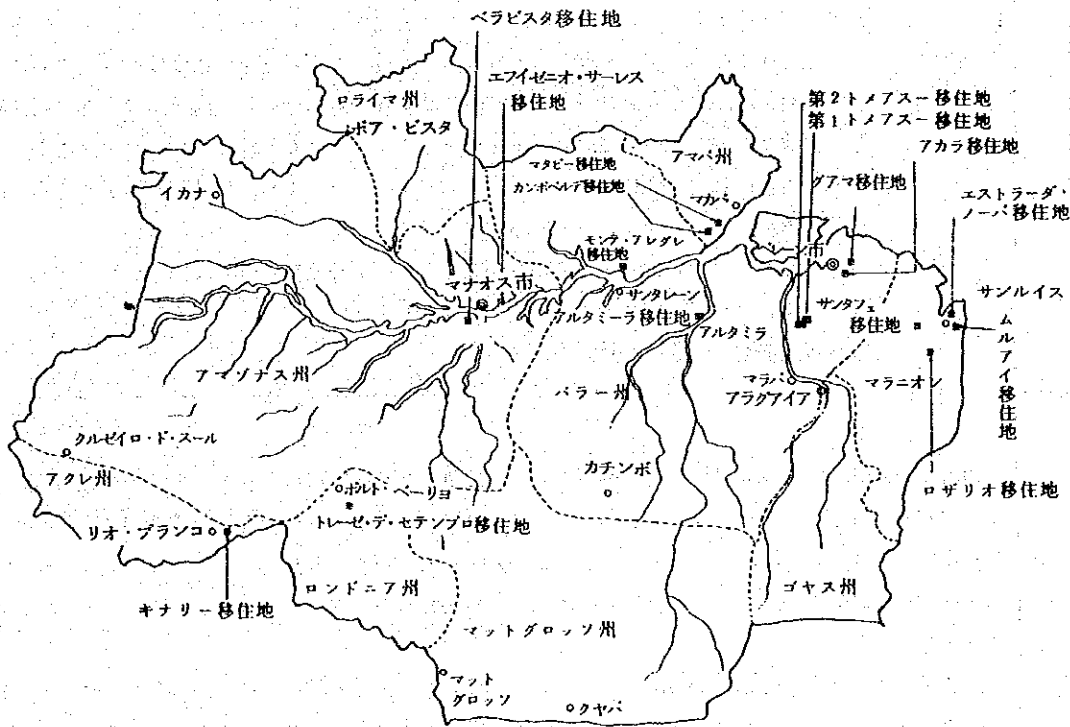 ベラビスタ移住地
エフィゼニオ・サーレス
移住地
ロライマ州
ボア・ビスタ
第2トメアスー移住地
第1トメアスー移住地
アカラ移住地
マタピー移住地
カンポベルデ移住地
アマパ州
マカパ
グアマ移住地
エストラーダ・
ノーバ移住地
イカナ
モンテ・アレグレ
移住地
市
マナオス市
サンタレーン
サンルイス
アルタミーラ移住地
アルタミラ
サンタフェ
移住地
ムルアイ移住地
アマゾナス州
パラー州
マラバ
アラグアイア
マラニオン
クルゼイロ・ド・スール
アクレ州
カチンボ
ポルト・ベーリヨ
トレーゼ・デ・セテンブロ移住地
ロザリオ移住地
リオ・ブランコ
ロンドニア州
ゴヤス州
キナリー移住地
マットグロッソ州
マット
グロッソ
クヤバ